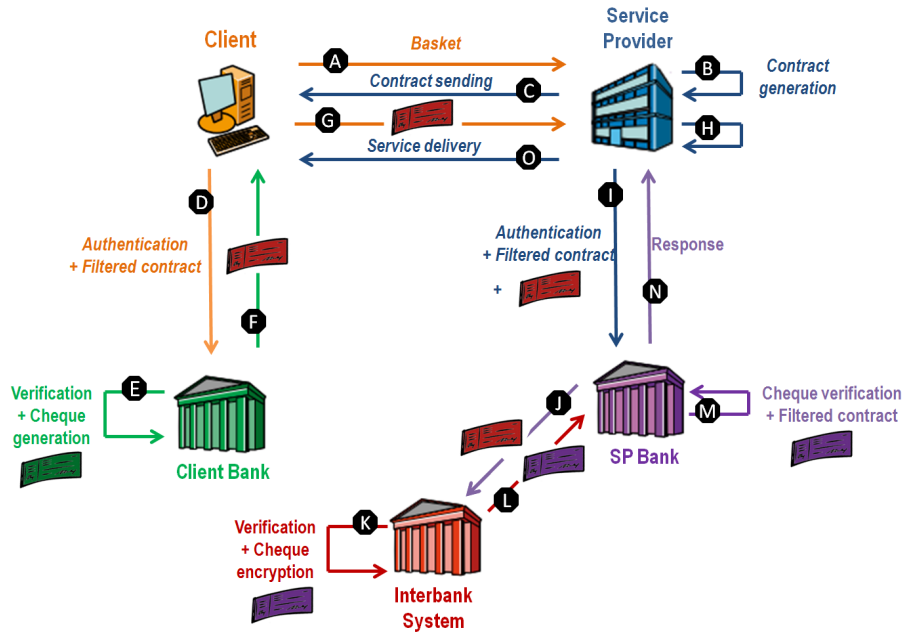 Client
Service
Provider
Basket
A
B
Contract
generation
Contract sending
C
G
H
Service delivery
O
D
I
Authentication
+ Filtered contract
Authentication
+ Filtered contract
+
Response
F
N
E
Verification
+ Cheque
generation
Client Bank
J
M
Cheque verification
+ Filtered contract
SP Bank
L
K
Verification
+ Cheque
encryption
Interbank
System